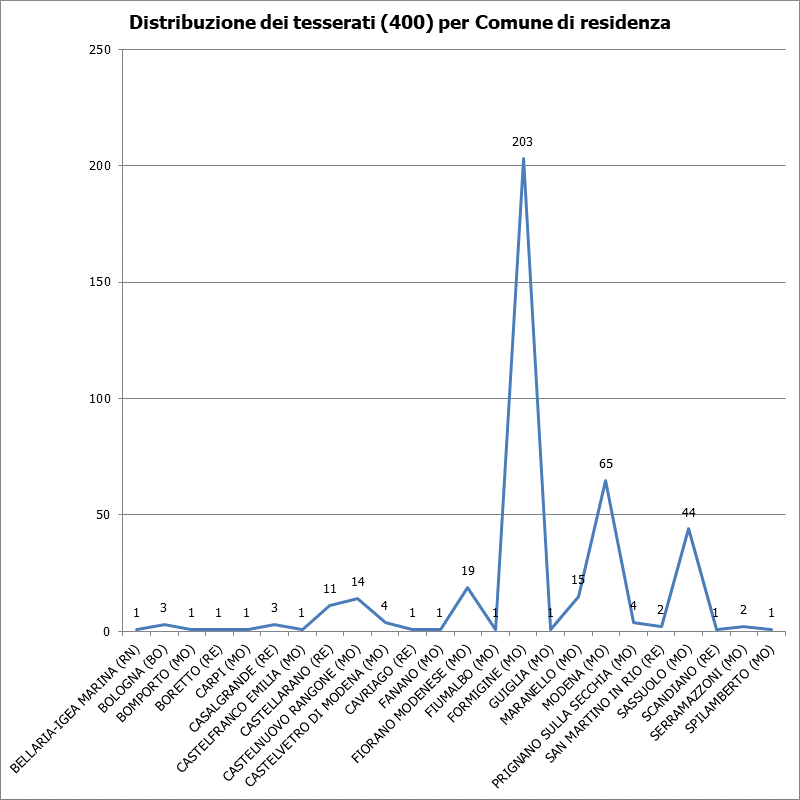 Distribuzione dei tesserati (400) per Comune di residenza
250
200
150
100
50
0
1
3
1
1
1
3
1
11
14
4
1
1
19
1
203
1
15
65
4
2
44
1
2
1
BELLARIA-IGEA MARINA (RN)
BOLOGNA (BO)
BOMPORTO (MO)
BORETTO (RE)
CARPI (MO)
CASALGRANDE (RE)
CASTELFRANCO EMILIA (MO)
CASTELLARANO (RE)
CASTELNUOVO RANGONE (MO)
CASTELVETRO DI MODENA (MO)
CAVRIAGO (RE)
FANANO (MO)
FIORANO MODENESE (MO)
FIUMALBO (MO)
FORMIGINE (MO)
GUIGLIA (MO)
MARANELLO (MO)
MODENA (MO)
PRIGNANO SULLA SECCHIA (MO)
SAN MARTINO IN RIO (RE)
SASSUOLO (MO)
SCANDIANO (RE)
SERRAMAZZONI (MO)
SPILAMBERTO (MO)